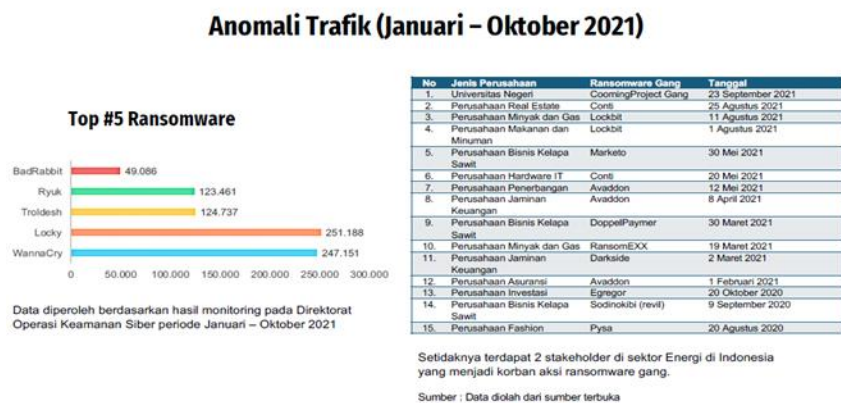 Anomali Trafik (Januari – Oktober 2021)
Top #5 Ransomware
BadRabbit 49.086
Ryuk 123.461
Troldesh 124.737
Locky 251.188
WannaCry 247.151
0 50.000 100.000 150.000 200.000 250.000 300.000
Data diperoleh berdasarkan hasil monitoring pada Direktorat
Operasi Keamanan Siber periode Januari – Oktober 2021
No Jenis Perusahaan Ransomware Gang Tanggal
1. Universitas Negeri CoomingProject Gang 23 September 2021
2. Perusahaan Real Estate Conti 25 Agustus 2021
3. Perusahaan Minyak dan Gas Lockbit 11 Agustus 2021
4. Perusahaan Makanan dan Lockbit 1 Agustus 2021
Minuman
5. Perusahaan Bisnis Kelapa Marketo 30 Mei 2021
Sawit
6. Perusahaan Hardware IT Conti 20 Mei 2021
7. Perusahaan Penerbangan Avaddon 12 Mei 2021
8. Perusahaan Jaminan Avaddon 8 April 2021
Keuangan
9. Perusahaan Bisnis Kelapa DoppelPaymer 30 Maret 2021
Sawit
10. Perusahaan Minyak dan Gas RansomEXX 19 Maret 2021
11. Perusahaan Jaminan Darkside 2 Maret 2021
Keuangan
12. Perusahaan Asuransi Avaddon 1 Februari 2021
13. Perusahaan Investasi Egregor 20 Oktober 2020
14. Perusahaan Bisnis Kelapa Sodinokibi (revil) 9 September 2020
Sawit
15. Perusahaan Fashion Pysa 20 Agustus 2020
Setidaknya terdapat 2 stakeholder di sektor Energi di Indonesia
yang menjadi korban aksi ransomware gang.
Sumber : Data diolah dari sumber terbuka